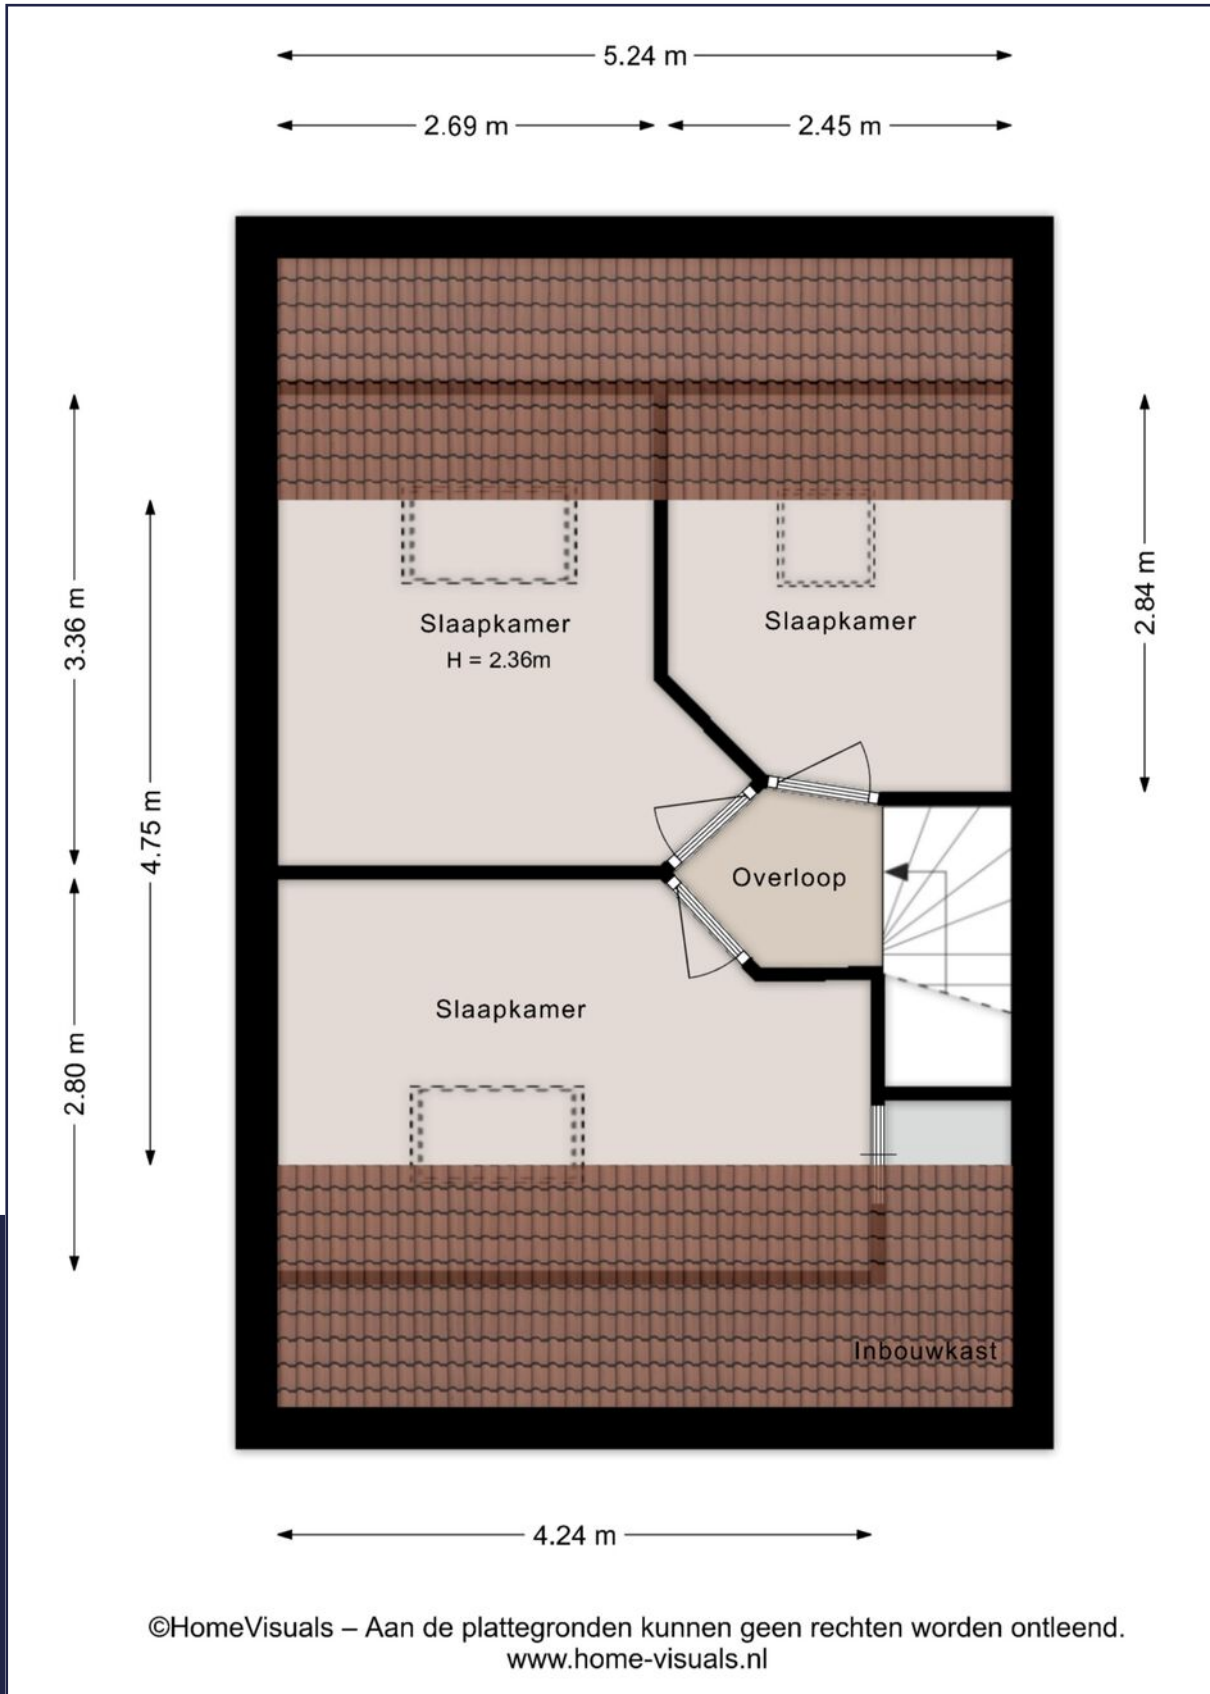 5.24 m
2.69 m
2.45 m
3.36 m
2.84 m
4.75 m
2.80 m
Slaapkamer
H = 2.36m
Slaapkamer
Overloop
Slaapkamer
Inbouwkast
4.24 m
©HomeVisuals – Aan de plattegronden kunnen geen rechten worden ontleend.
www.home-visuals.nl